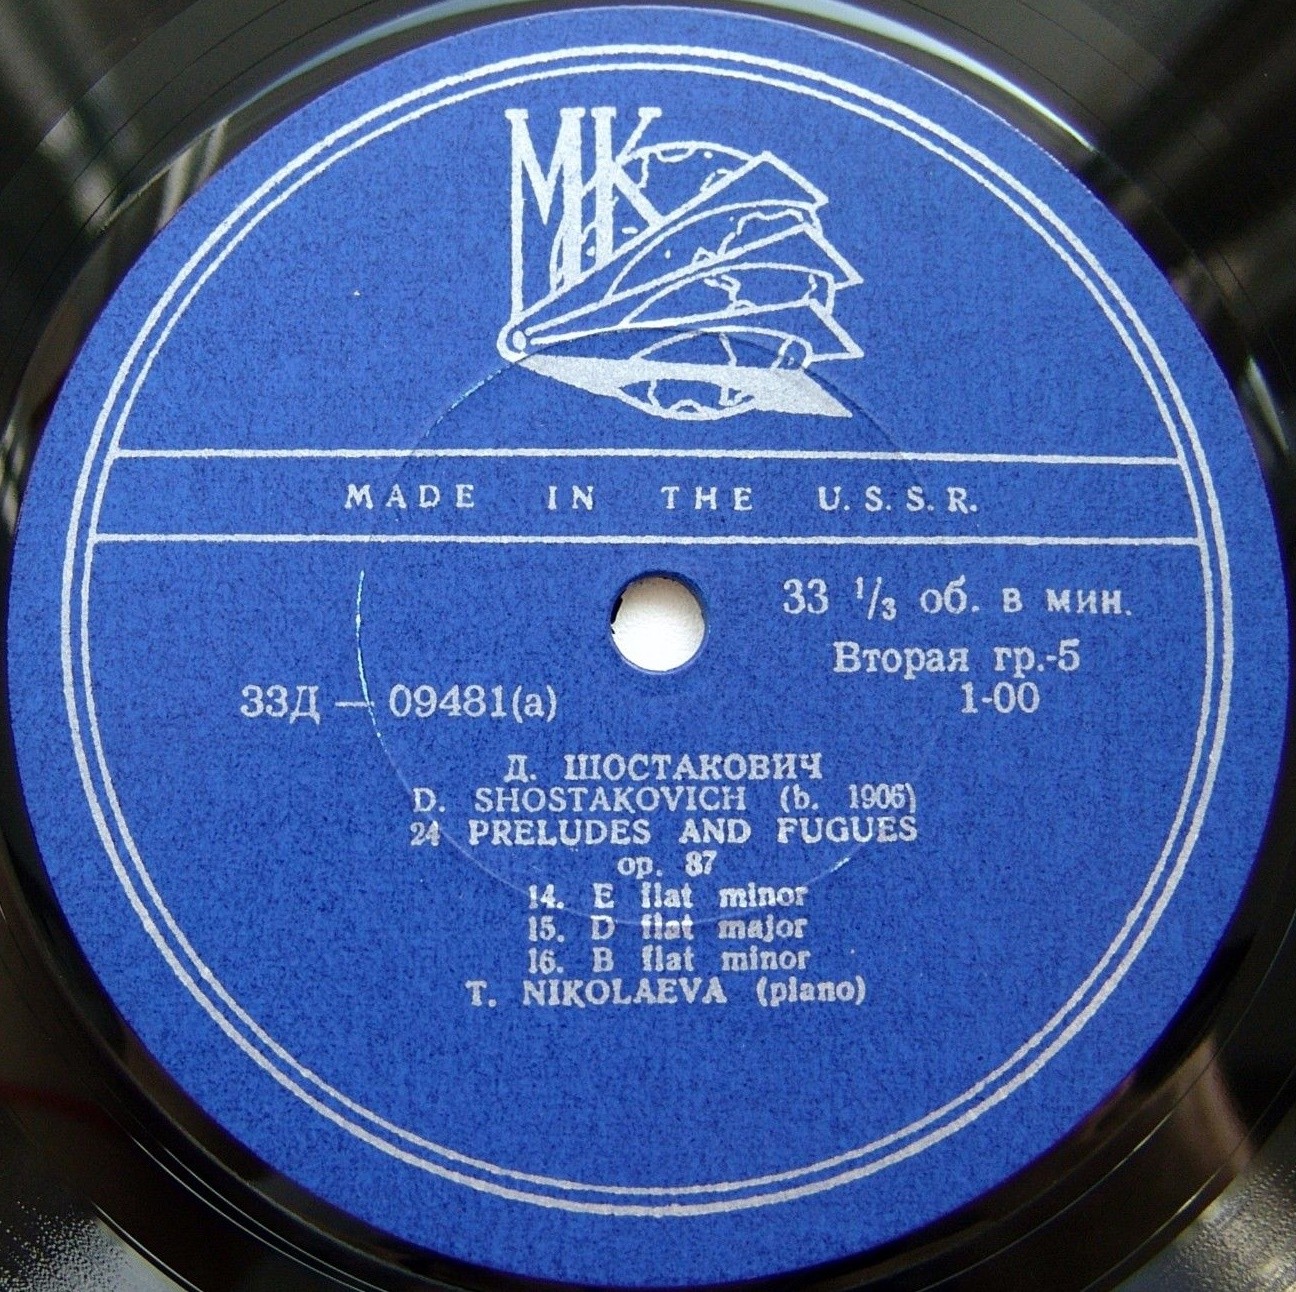 МК
MADE IN THE U.S.S.R.
33 1/3 об. в мин.
Вторая гр.-5
33Д — 09481(a)
1-00
Д. ШОСТАКОВИЧ
D. SHOSTAKOVICH (b. 1906)
24 PRELUDES AND FUGUES
op. 87
14. E flat minor
15. D flat major
16. B flat minor
T. NIKOLAEVA (piano)